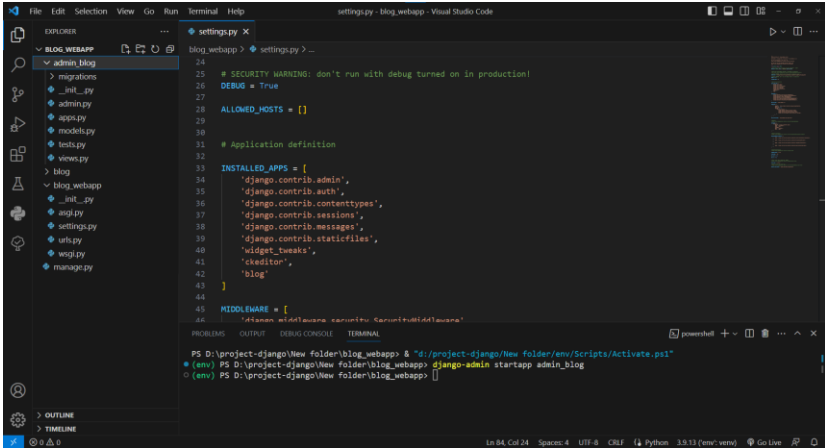 File Edit Selection View Go Run Terminal Help
settings.py - blog_webapp - Visual Studio Code
EXPLORER
BLOG_WEBAPP
admin_blog
migrations
__init__.py
admin.py
apps.py
models.py
tests.py
views.py
blog
blog_webapp
__init__.py
asgi.py
settings.py
urls.py
wsgi.py
manage.py
OUTLINE
TIMELINE
settings.py
blog_webapp > settings.py > ...
24
25 # SECURITY WARNING: don't run with debug turned on in production!
26 DEBUG = True
27
28 ALLOWED_HOSTS = []
29
30
31 # Application definition
32
33 INSTALLED_APPS = [
34 'django.contrib.admin',
35 'django.contrib.auth',
36 'django.contrib.contenttypes',
37 'django.contrib.sessions',
38 'django.contrib.messages',
39 'django.contrib.staticfiles',
40 'widget_tweaks',
41 'ckeditor',
42 'blog'
43 ]
44
45 MIDDLEWARE = [
46 'django.middleware.security.SecurityMiddleware'
PROBLEMS OUTPUT DEBUG CONSOLE TERMINAL
powershell
PS D:\project-django\New folder\blog_webapp> & "d:/project-django/New folder/env/Scripts/Activate.ps1"
(env) PS D:\project-django\New folder\blog_webapp> django-admin startapp admin_blog
(env) PS D:\project-django\New folder\blog_webapp>
0 0
Ln 84, Col 24 Spaces: 4 UTF-8 CRLF Python 3.9.13 ('env': venv) Go Live